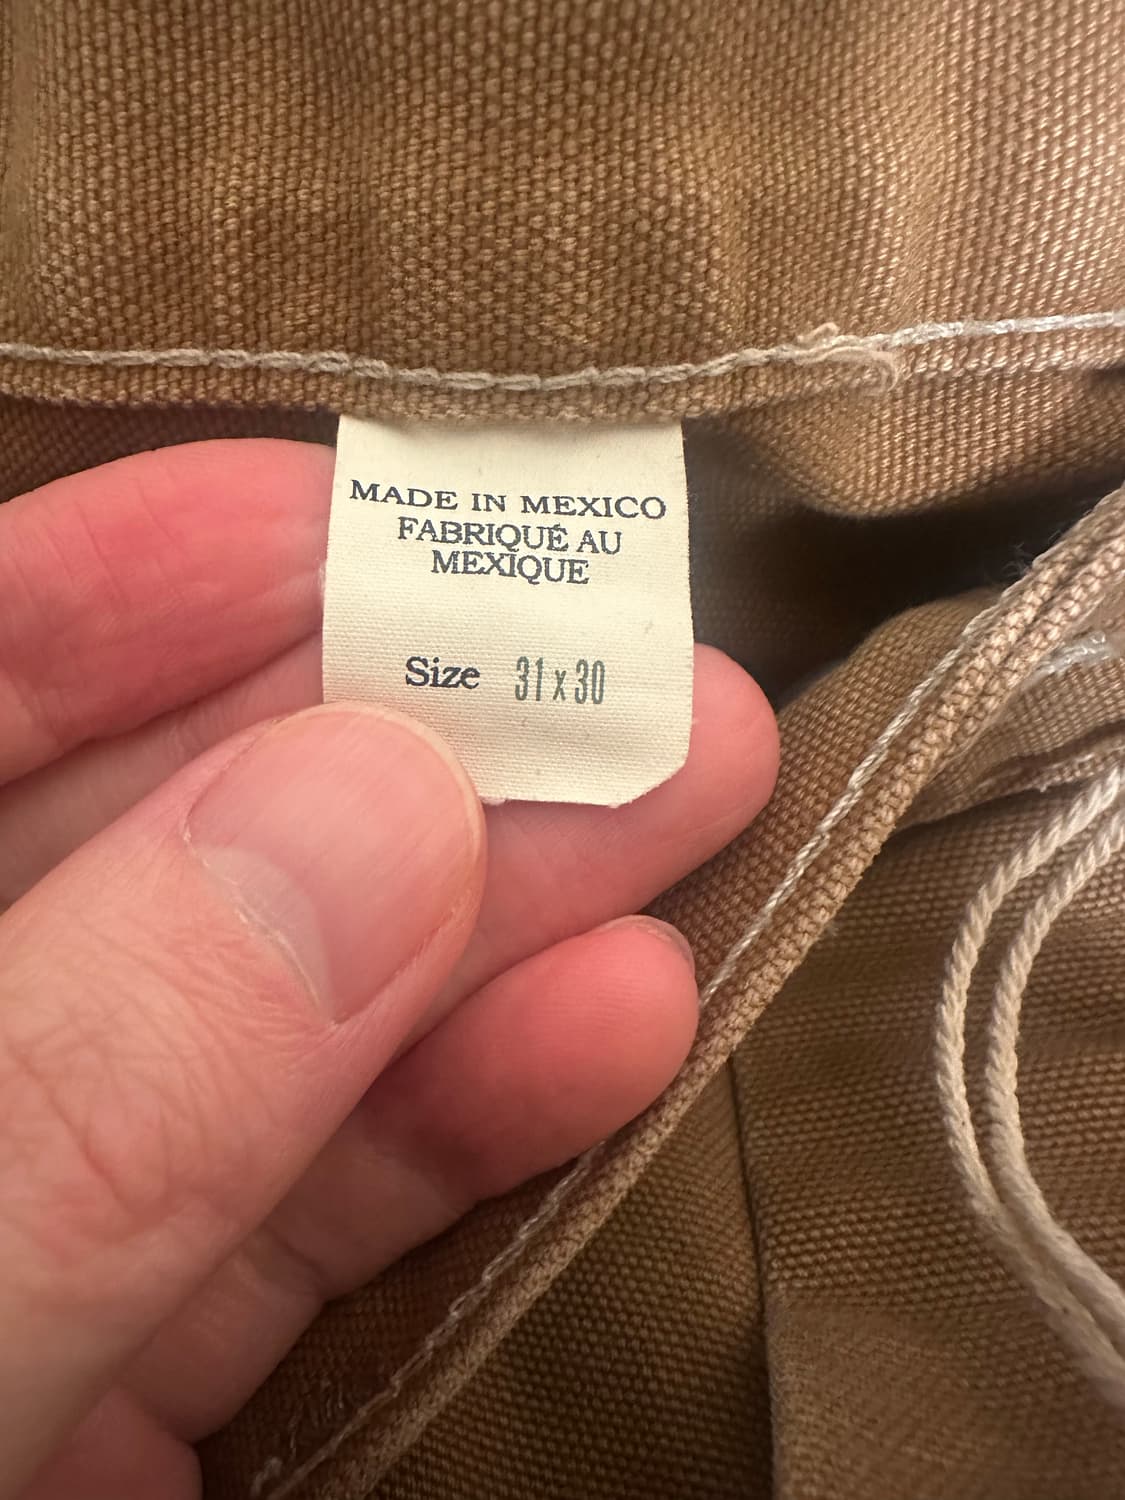 MADE IN MEXICO
FABRIQUÉ AU
MEXIQUE
Size 31 x 30